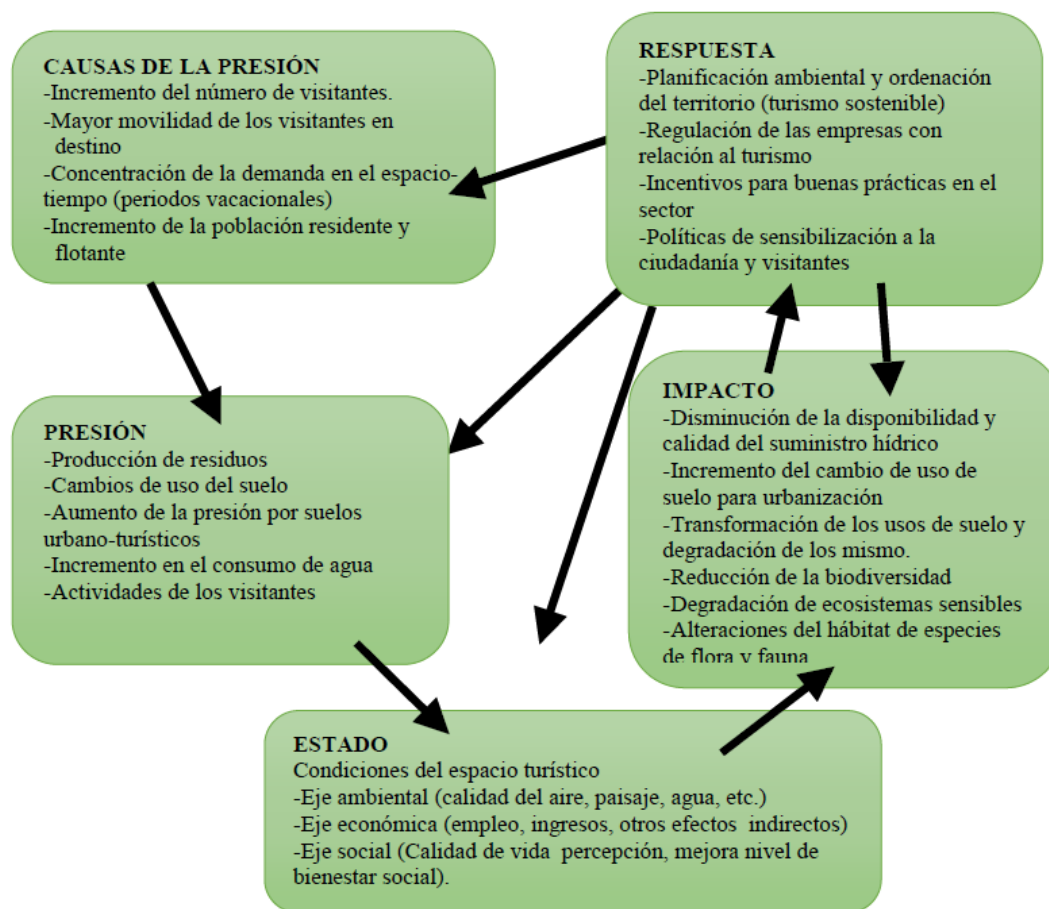 CAUSAS DE LA PRESIÓN
-Incremento del número de visitantes.
-Mayor movilidad de los visitantes en
destino
-Concentración de la demanda en el espacio-
tiempo (periodos vacacionales)
-Incremento de la población residente y
flotante
RESPUESTA
-Planificación ambiental y ordenación
del territorio (turismo sostenible)
-Regulación de las empresas con
relación al turismo
-Incentivos para buenas prácticas en el
sector
-Políticas de sensibilización a la
ciudadanía y visitantes
PRESIÓN
-Producción de residuos
-Cambios de uso del suelo
-Aumento de la presión por suelos
urbano-turísticos
-Incremento en el consumo de agua
-Actividades de los visitantes
IMPACTO
-Disminución de la disponibilidad y
calidad del suministro hídrico
-Incremento del cambio de uso de
suelo para urbanización
-Transformación de los usos de suelo y
degradación de los mismo.
-Reducción de la biodiversidad
-Degradación de ecosistemas sensibles
-Alteraciones del hábitat de especies
de flora y fauna
ESTADO
Condiciones del espacio turístico
-Eje ambiental (calidad del aire, paisaje, agua, etc.)
-Eje económica (empleo, ingresos, otros efectos indirectos)
-Eje social (Calidad de vida percepción, mejora nivel de
bienestar social).